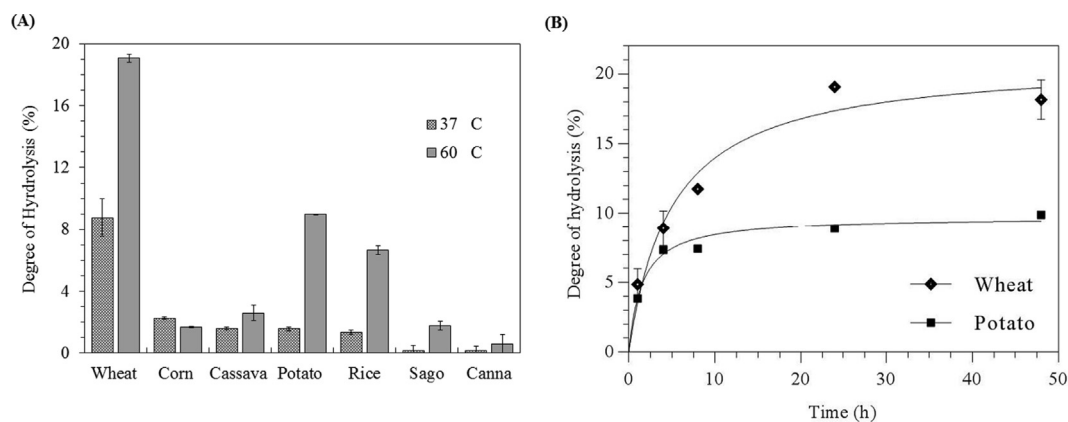 (A)
Degree of Hyrdrolysis (%)
20
16
12
8
4
0
37 C
60 C
Wheat Corn Cassava Potato Rice Sago Canna
(B)
Degree of hydrolysis (%)
20
15
10
5
0
Wheat
Potato
0 10 20 30 40 50
Time (h)